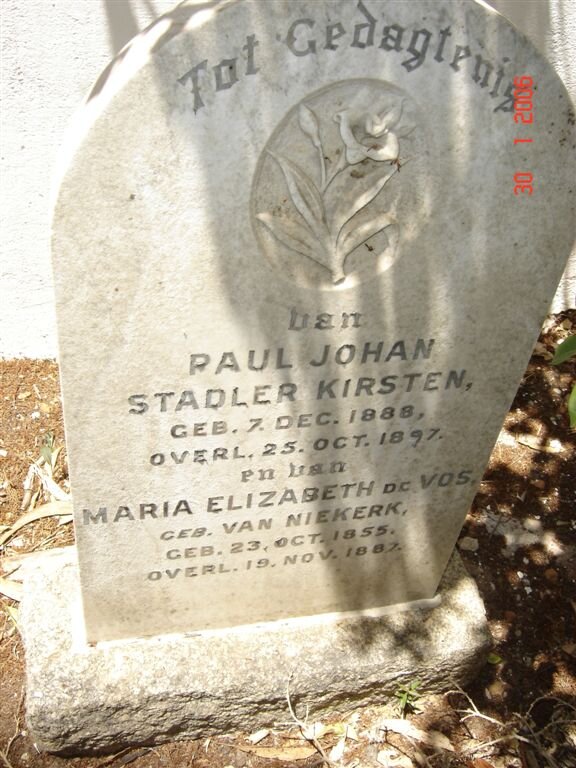 Tot Gedagtenis
van
PAUL JOHAN
STADLER KIRSTEN,
GEB. 7. DEC. 1888,
OVERL. 25. OCT. 1897.
en van
MARIA ELIZABETH DE VOS.
GEB. VAN NIEKERK,
GEB. 23, OCT. 1855.
OVERL. 19. NOV. 1887.
30 1 2006